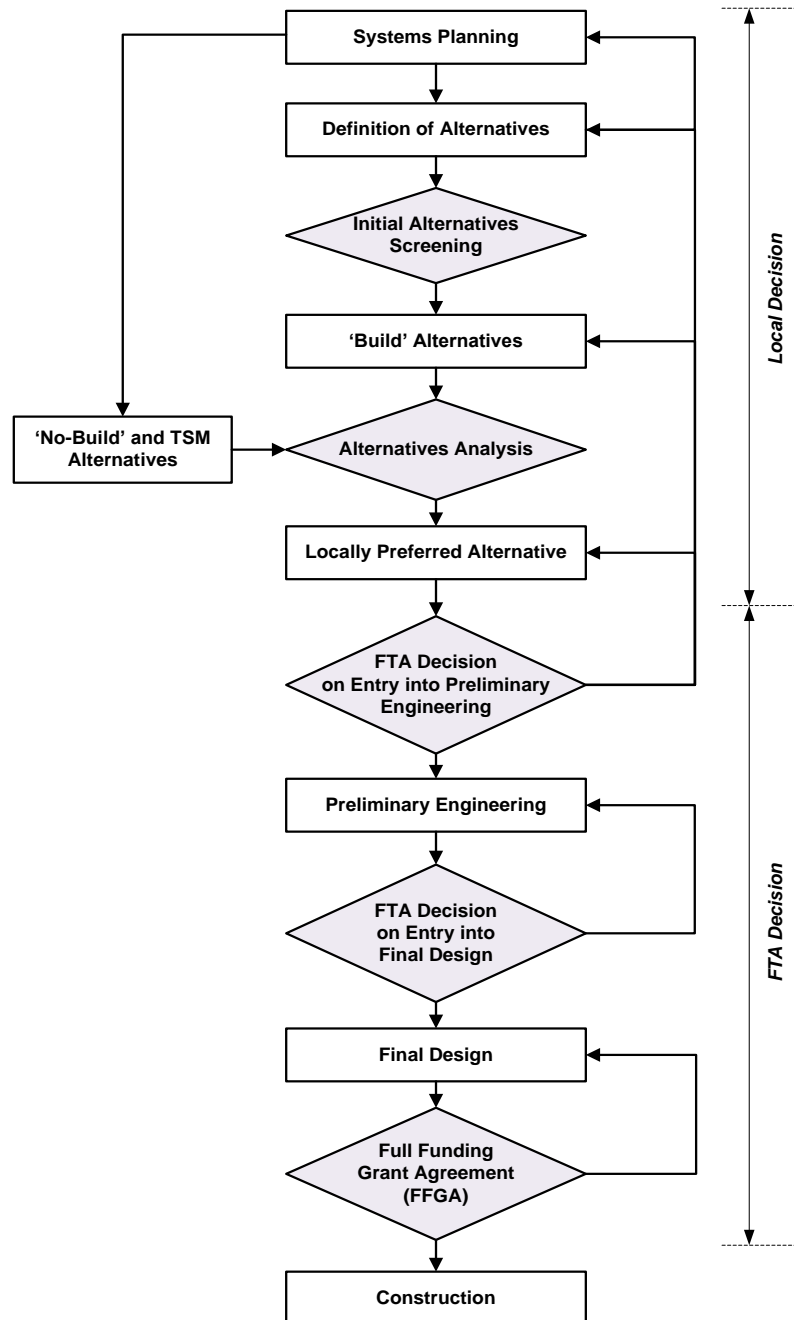 Systems Planning
Definition of Alternatives
Initial Alternatives
Screening
‘Build’ Alternatives
‘No-Build’ and TSM
Alternatives
Alternatives Analysis
Locally Preferred Alternative
FTA Decision
on Entry into Preliminary
Engineering
Preliminary Engineering
FTA Decision
on Entry into
Final Design
Final Design
Full Funding
Grant Agreement
(FFGA)
Construction
Local Decision
FTA Decision